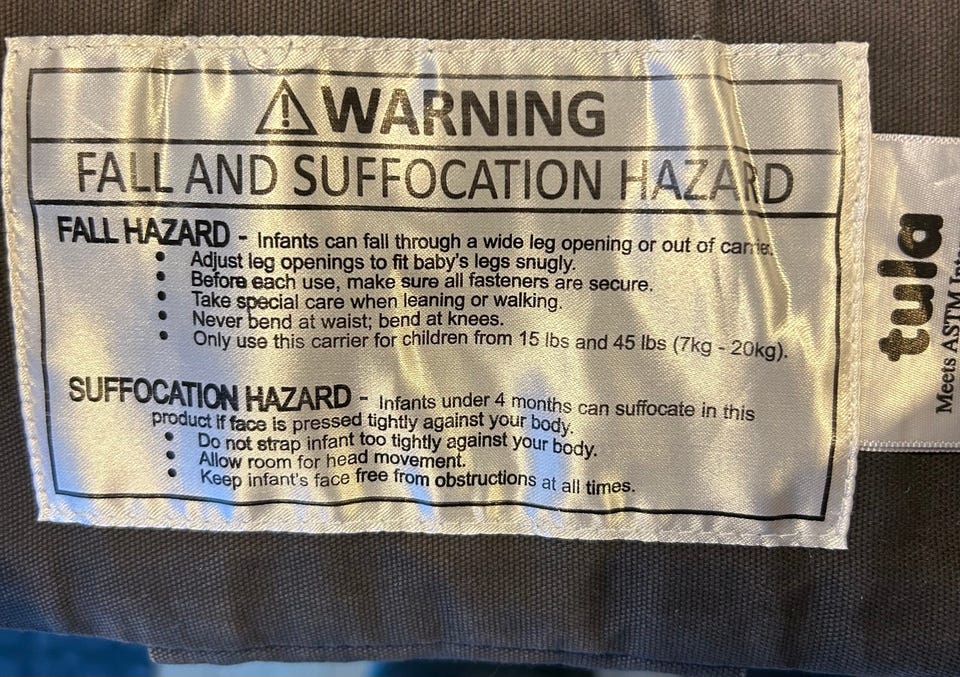 WARNING
FALL AND SUFFOCATION HAZARD
FALL HAZARD - Infants can fall through a wide leg opening or out of carrier.
• Adjust leg openings to fit baby's legs snugly.
• Before each use, make sure all fasteners are secure.
• Take special care when leaning or walking.
• Never bend at waist; bend at knees.
• Only use this carrier for children from 15 lbs and 45 lbs (7kg - 20kg).
SUFFOCATION HAZARD - Infants under 4 months can suffocate in this
product if face is pressed tightly against your body.
• Do not strap infant too tightly against your body.
• Allow room for head movement.
• Keep infant's face free from obstructions at all times.
tula
Meets ASTM